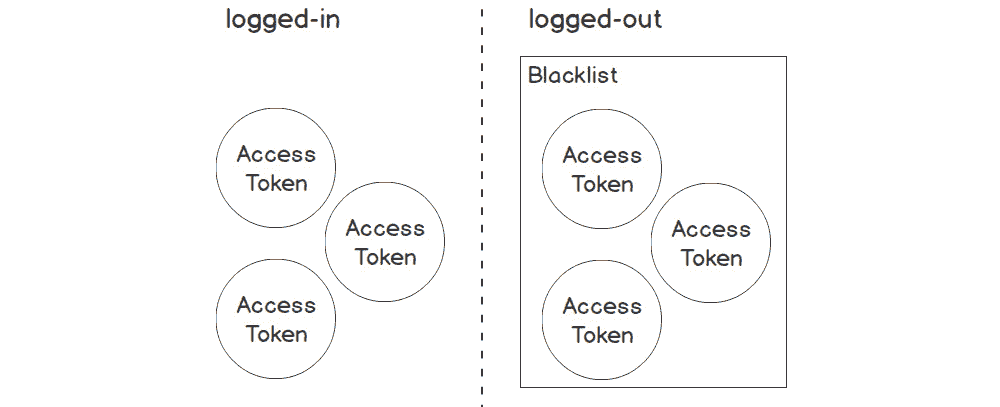 logged-in
Access
Token
Access
Token
Access
Token
logged-out
Blacklist
Access
Token
Access
Token
Access
Token